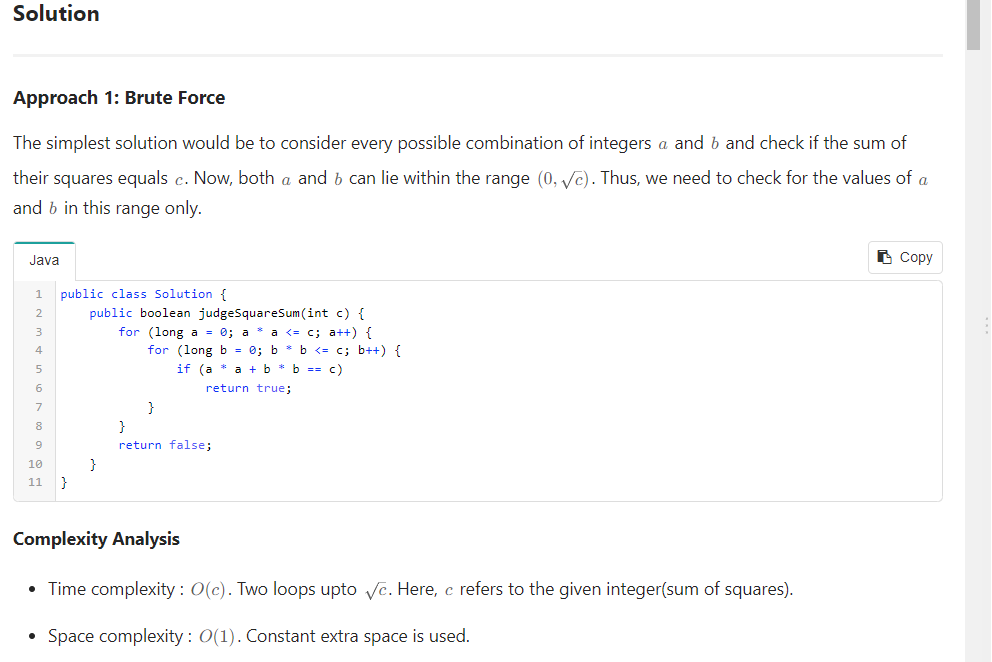 Solution
Approach 1: Brute Force
The simplest solution would be to consider every possible combination of integers a and b and check if the sum of
their squares equals c. Now, both a and b can lie within the range (0, √c). Thus, we need to check for the values of a
and b in this range only.
Java
Copy
1 public class Solution {
2     public boolean judgeSquareSum(int c) {
3         for (long a = 0; a * a <= c; a++) {
4             for (long b = 0; b * b <= c; b++) {
5                 if (a * a + b * b == c)
6                     return true;
7             }
8         }
9         return false;
10     }
11 }
Complexity Analysis
• Time complexity : O(c). Two loops upto √c. Here, c refers to the given integer(sum of squares).
• Space complexity : O(1). Constant extra space is used.